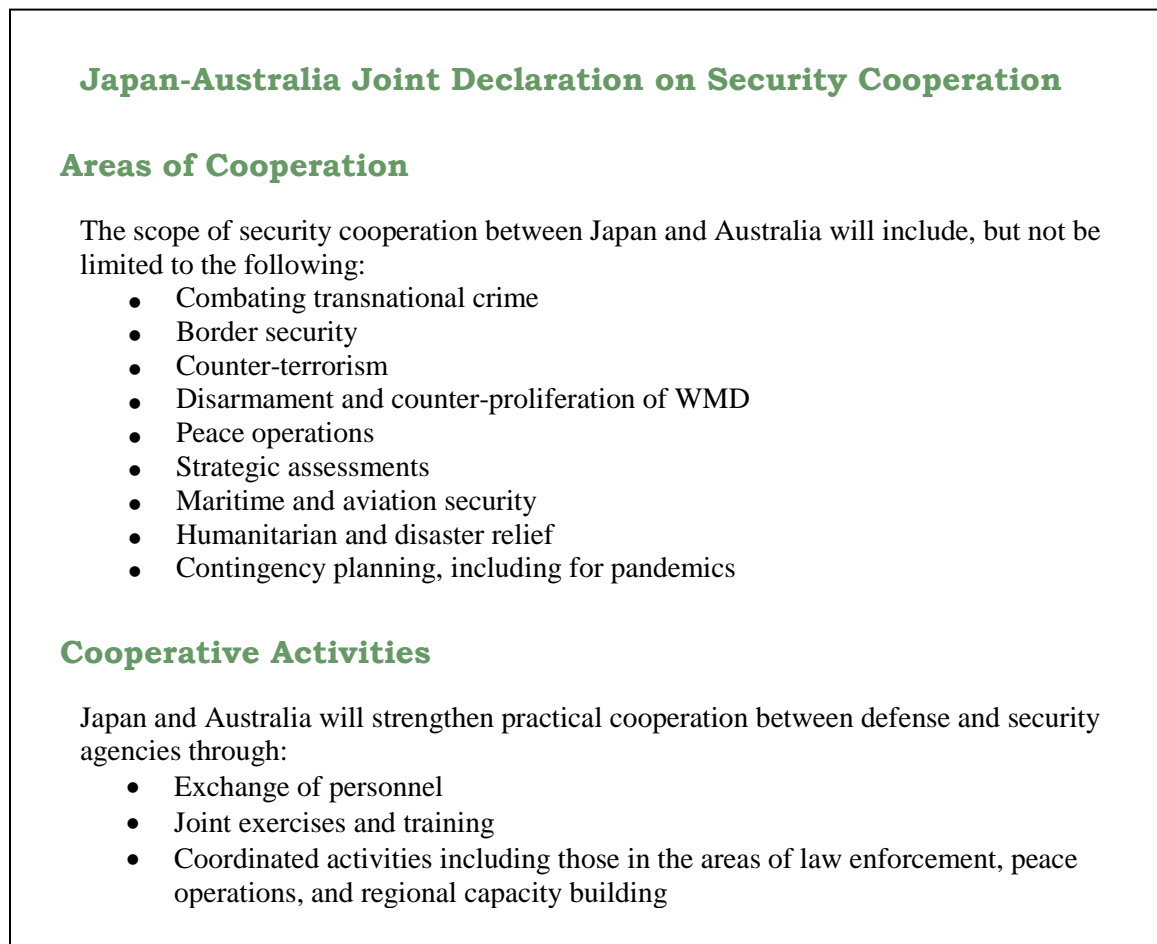 Japan-Australia Joint Declaration on Security Cooperation
Areas of Cooperation
The scope of security cooperation between Japan and Australia will include, but not be
limited to the following:
• Combating transnational crime
• Border security
• Counter-terrorism
• Disarmament and counter-proliferation of WMD
• Peace operations
• Strategic assessments
• Maritime and aviation security
• Humanitarian and disaster relief
• Contingency planning, including for pandemics
Cooperative Activities
Japan and Australia will strengthen practical cooperation between defense and security
agencies through:
• Exchange of personnel
• Joint exercises and training
• Coordinated activities including those in the areas of law enforcement, peace
operations, and regional capacity building